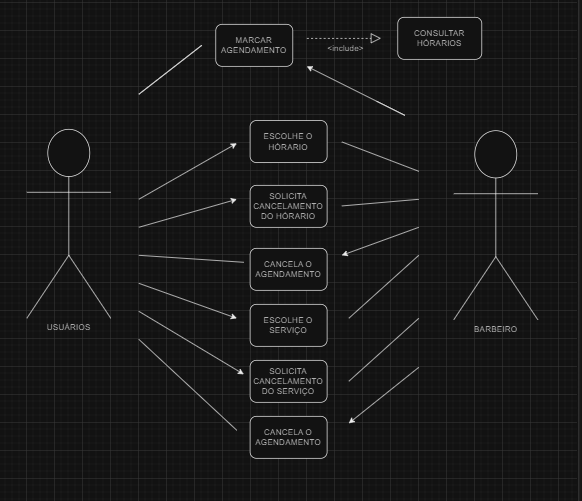 MARCAR
AGENDAMENTO
<include>
CONSULTAR
HÓRARIOS
ESCOLHE O
HÓRARIO
SOLICITA
CANCELAMENTO
DO HÓRARIO
CANCELA O
AGENDAMENTO
ESCOLHE O
SERVIÇO
SOLICITA
CANCELAMENTO
DO SERVIÇO
CANCELA O
AGENDAMENTO
USUÁRIOS
BARBEIRO